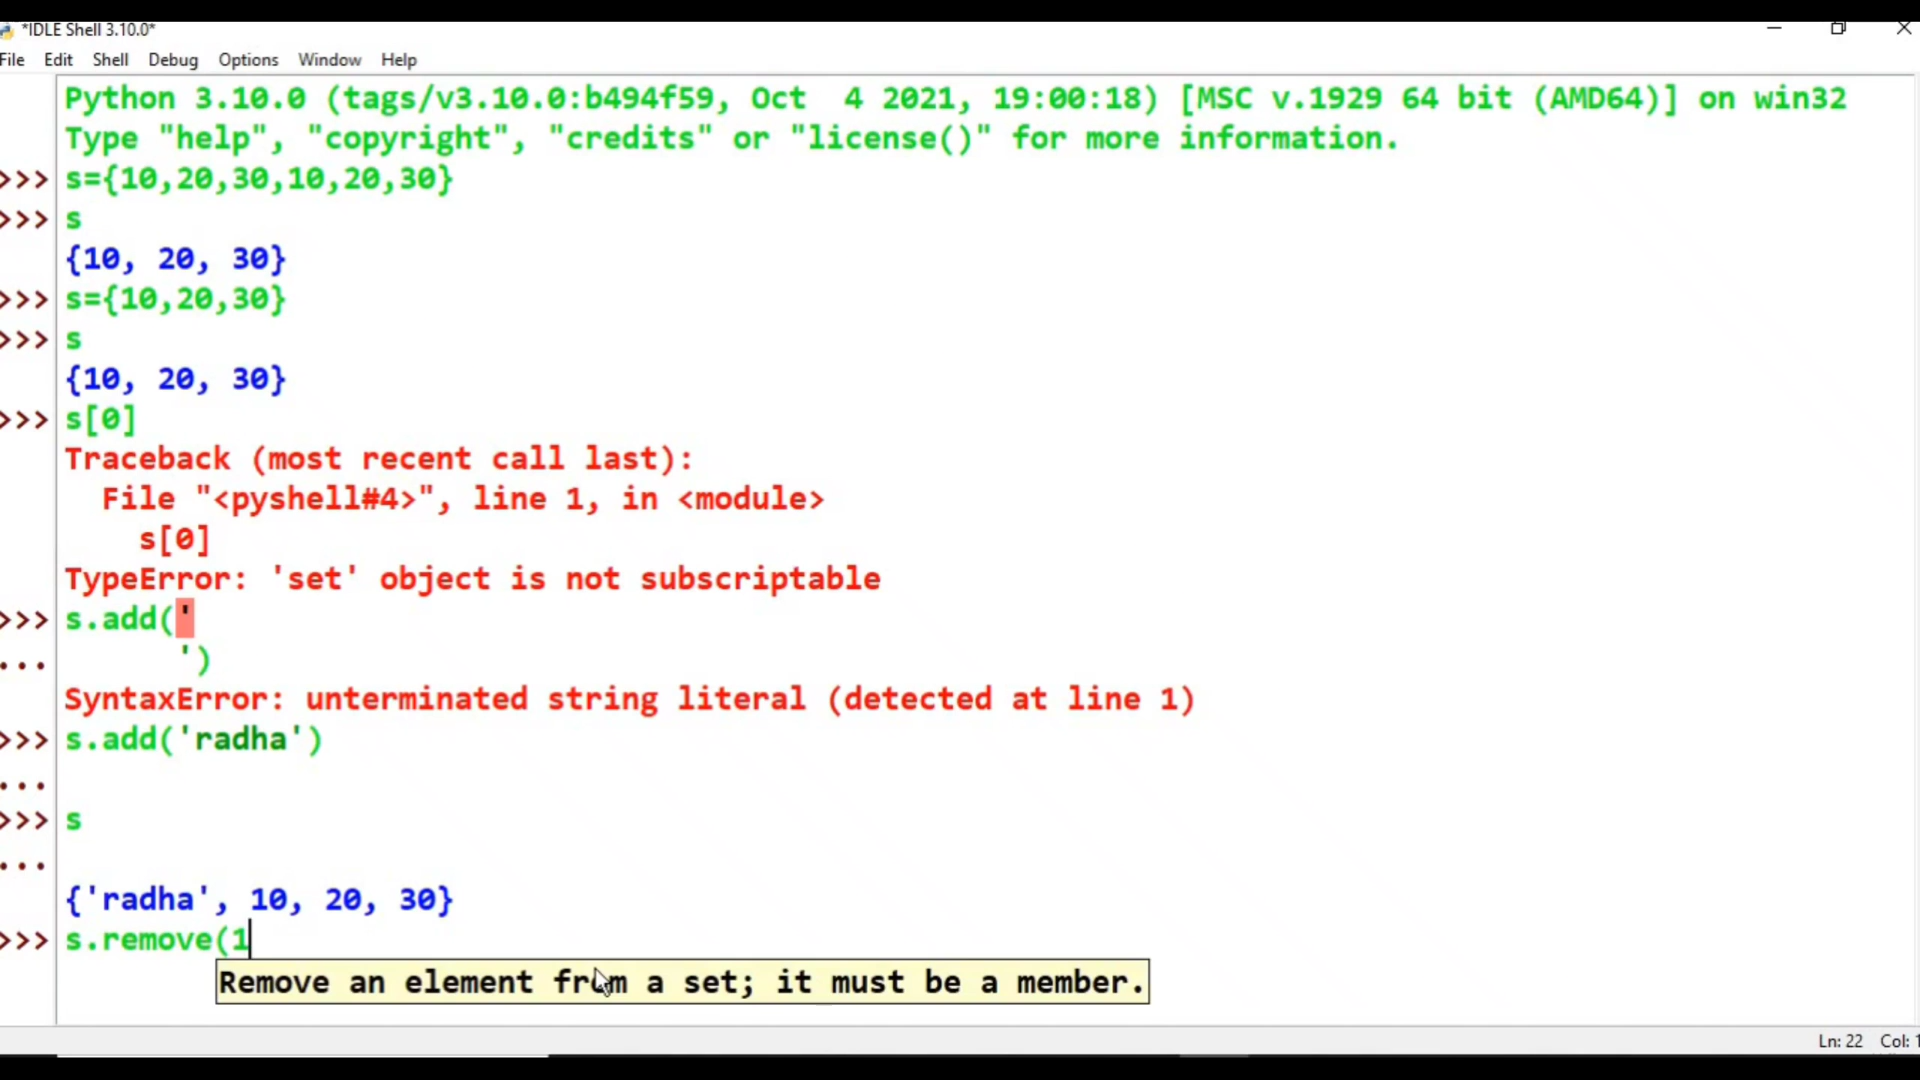 *IDLE Shell 3.10.0*
File Edit Shell Debug Options Window Help
Python 3.10.0 (tags/v3.10.0:b494f59, Oct  4 2021, 19:00:18) [MSC v.1929 64 bit (AMD64)] on win32
Type "help", "copyright", "credits" or "license()" for more information.
>>> s={10,20,30,10,20,30}
>>> s
{10, 20, 30}
>>> s={10,20,30}
>>> s
{10, 20, 30}
>>> s[0]
Traceback (most recent call last):
  File "<pyshell#4>", line 1, in <module>
    s[0]
TypeError: 'set' object is not subscriptable
>>> s.add('
...       ')
SyntaxError: unterminated string literal (detected at line 1)
>>> s.add('radha')
...
>>> s
...
{'radha', 10, 20, 30}
>>> s.remove(1
Remove an element from a set; it must be a member.
Ln: 22 Col: 1